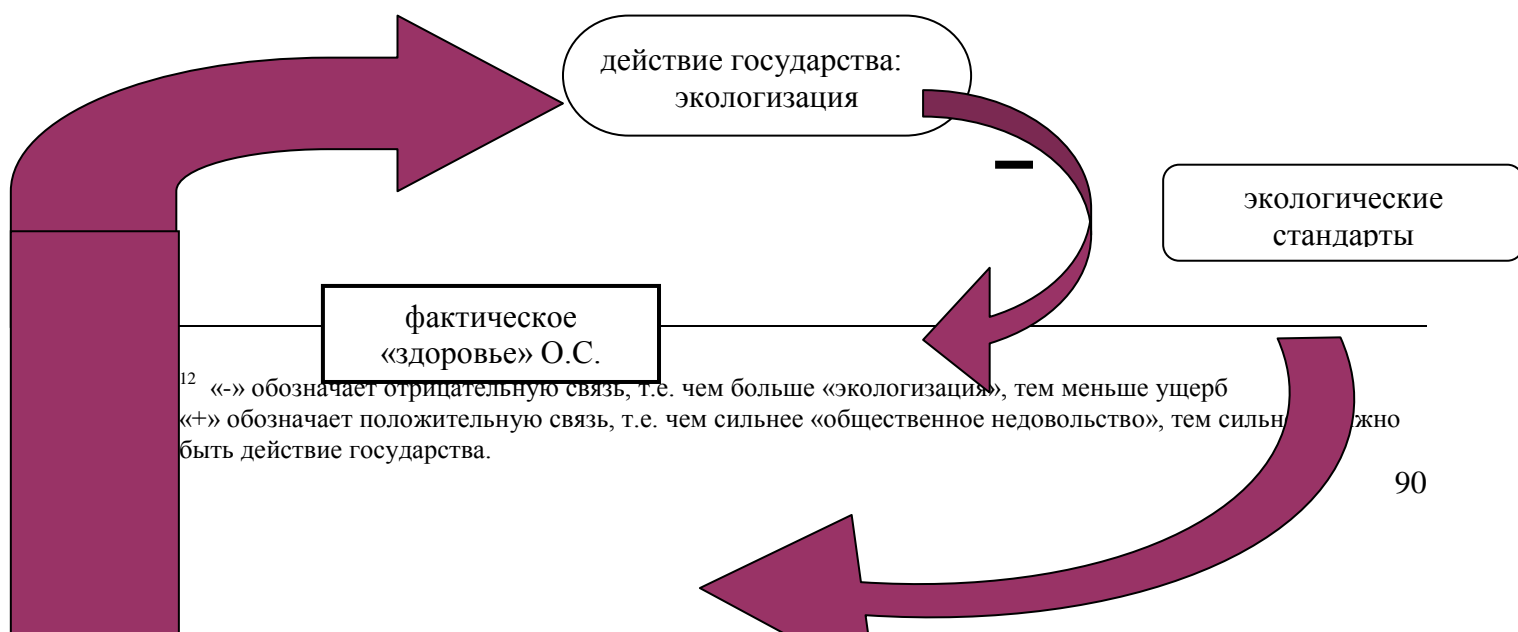 действие государства:
экологизация
экологические
стандарты
фактическое
«здоровье» О.С.
12 «-» обозначает отрицательную связь, т.е. чем больше «экологизация», тем меньше ущерб
«+» обозначает положительную связь, т.е. чем сильнее «общественное недовольство», тем
быть действие государства.
90